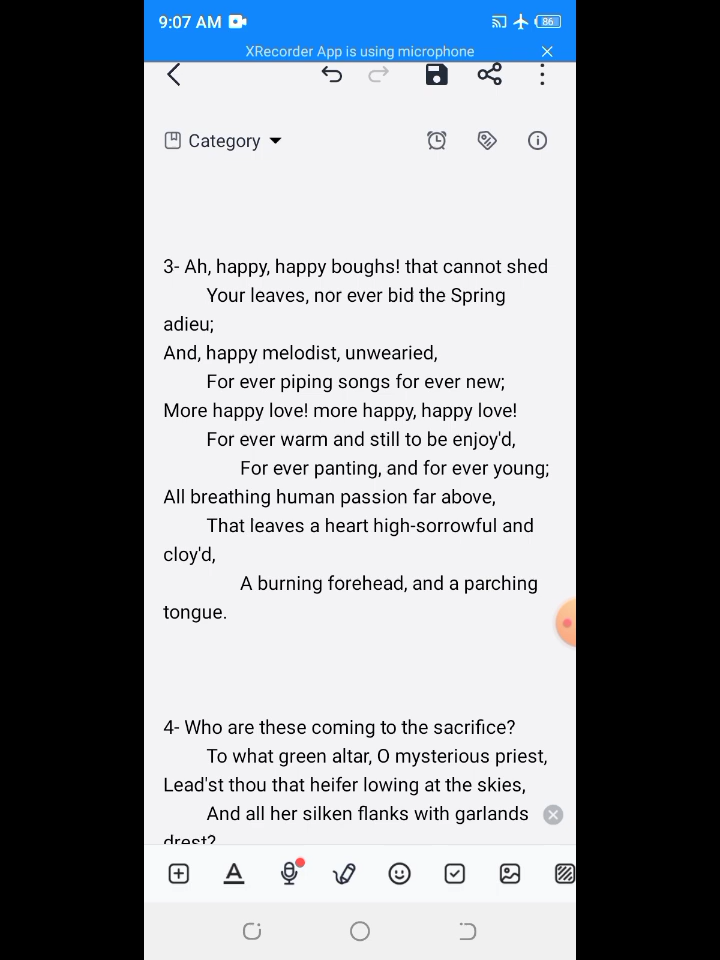 9:07 AM
86
XRecorder App is using microphone
Category
3- Ah, happy, happy boughs! that cannot shed
Your leaves, nor ever bid the Spring
adieu;
And, happy melodist, unwearied,
For ever piping songs for ever new;
More happy love! more happy, happy love!
For ever warm and still to be enjoy'd,
For ever panting, and for ever young;
All breathing human passion far above,
That leaves a heart high-sorrowful and
cloy'd,
A burning forehead, and a parching
tongue.
4- Who are these coming to the sacrifice?
To what green altar, O mysterious priest,
Lead'st thou that heifer lowing at the skies,
And all her silken flanks with garlands
drest?